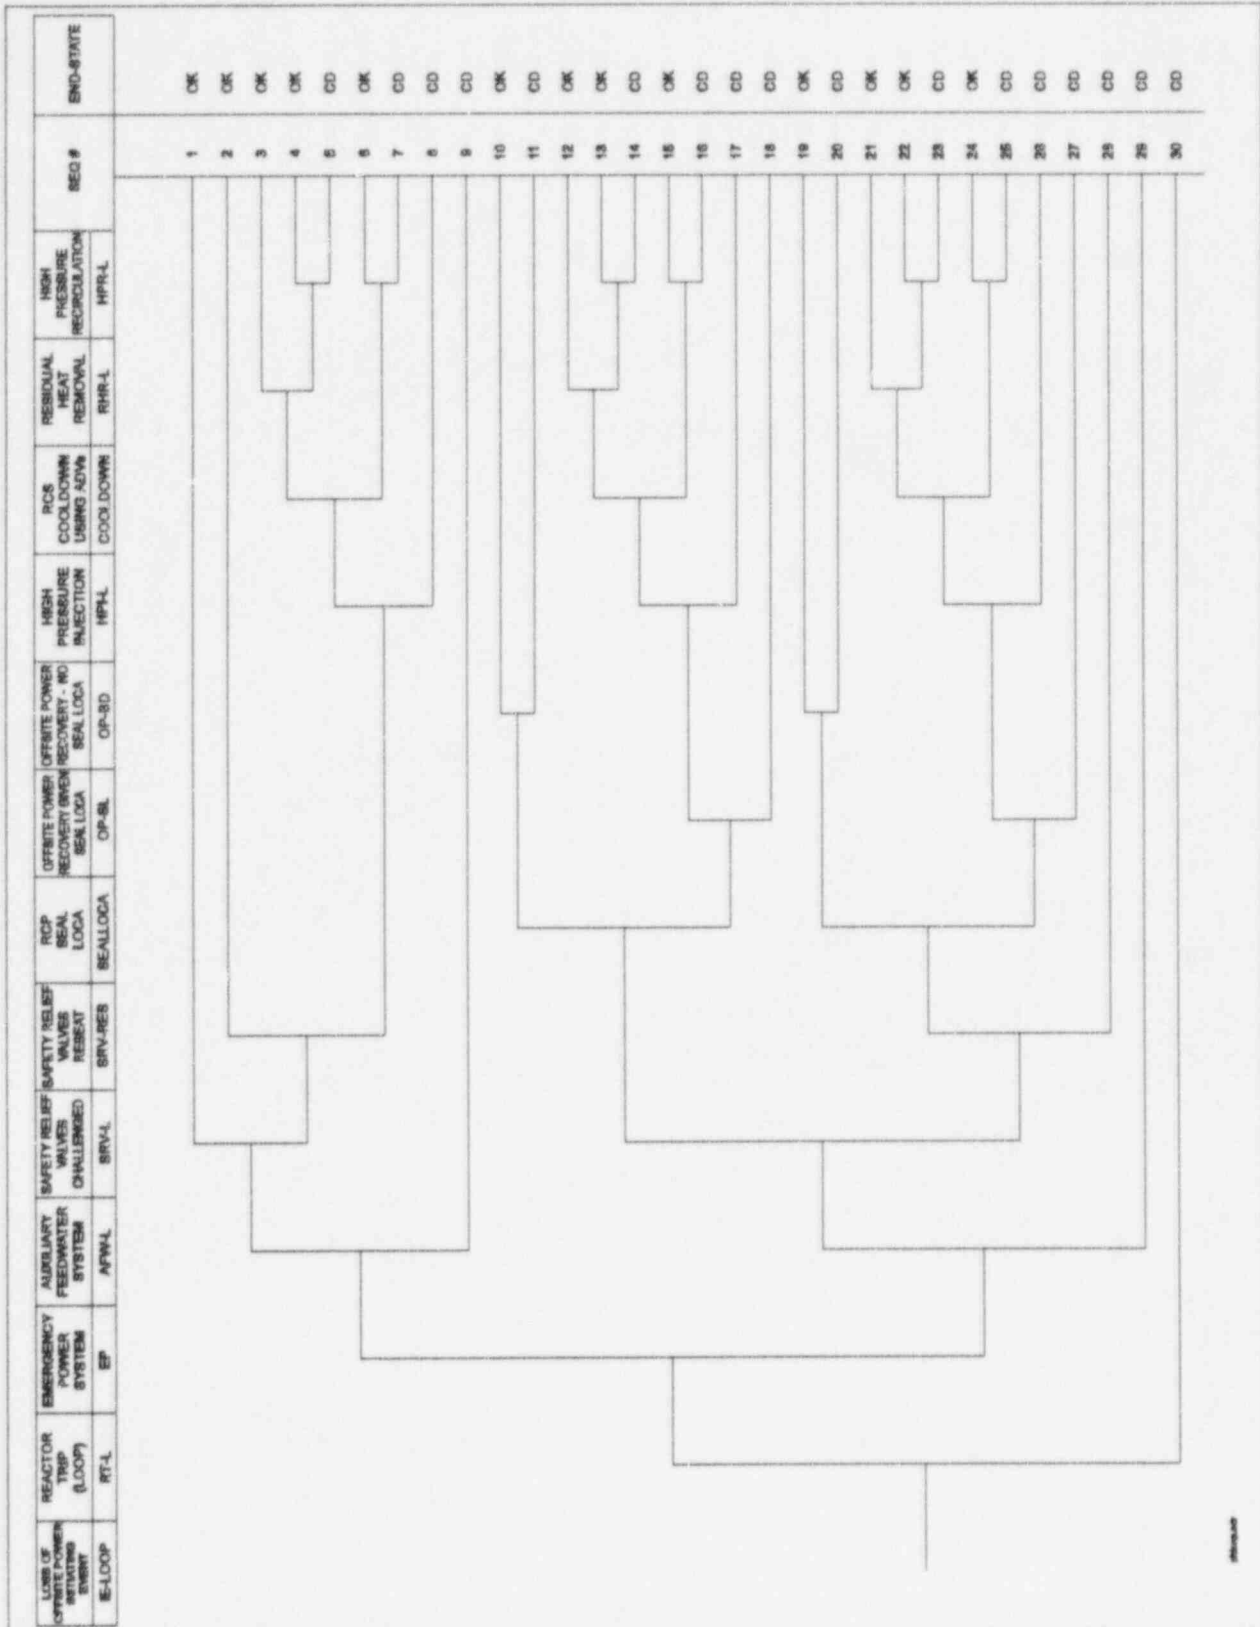 LOSS OF
OFFSITE POWER
INITIATING
EVENT
IE-LOOP
REACTOR
TRIP
(LOOP)
RT-L
EMERGENCY
POWER
SYSTEM
EP
AUXILIARY
FEEDWATER
SYSTEM
AFW-L
SAFETY RELIEF
VALVES
CHALLENGED
SRV-L
SAFETY RELIEF
VALVES
RESEAT
SRV-RES
RCP
SEAL
LOCA
SEALLOCA
OFFSITE POWER
RECOVERY GIVEN
SEAL LOCA
OP-SL
OFFSITE POWER
RECOVERY - NO
SEAL LOCA
OP-BD
HIGH
PRESSURE
INJECTION
HPI-L
RCS
COOLDOWN
USING ADVs
COOLDOWN
RESIDUAL
HEAT
REMOVAL
RHR-L
HIGH
PRESSURE
RECIRCULATION
HPR-L
SEQ # END-STATE
1 OK
2 OK
3 OK
4 OK
5 CD
6 OK
7 CD
8 CD
9 CD
10 OK
11 CD
12 OK
13 OK
14 CD
15 OK
16 CD
17 CD
18 CD
19 OK
20 CD
21 OK
22 OK
23 CD
24 OK
25 CD
26 CD
27 CD
28 CD
29 CD
30 CD